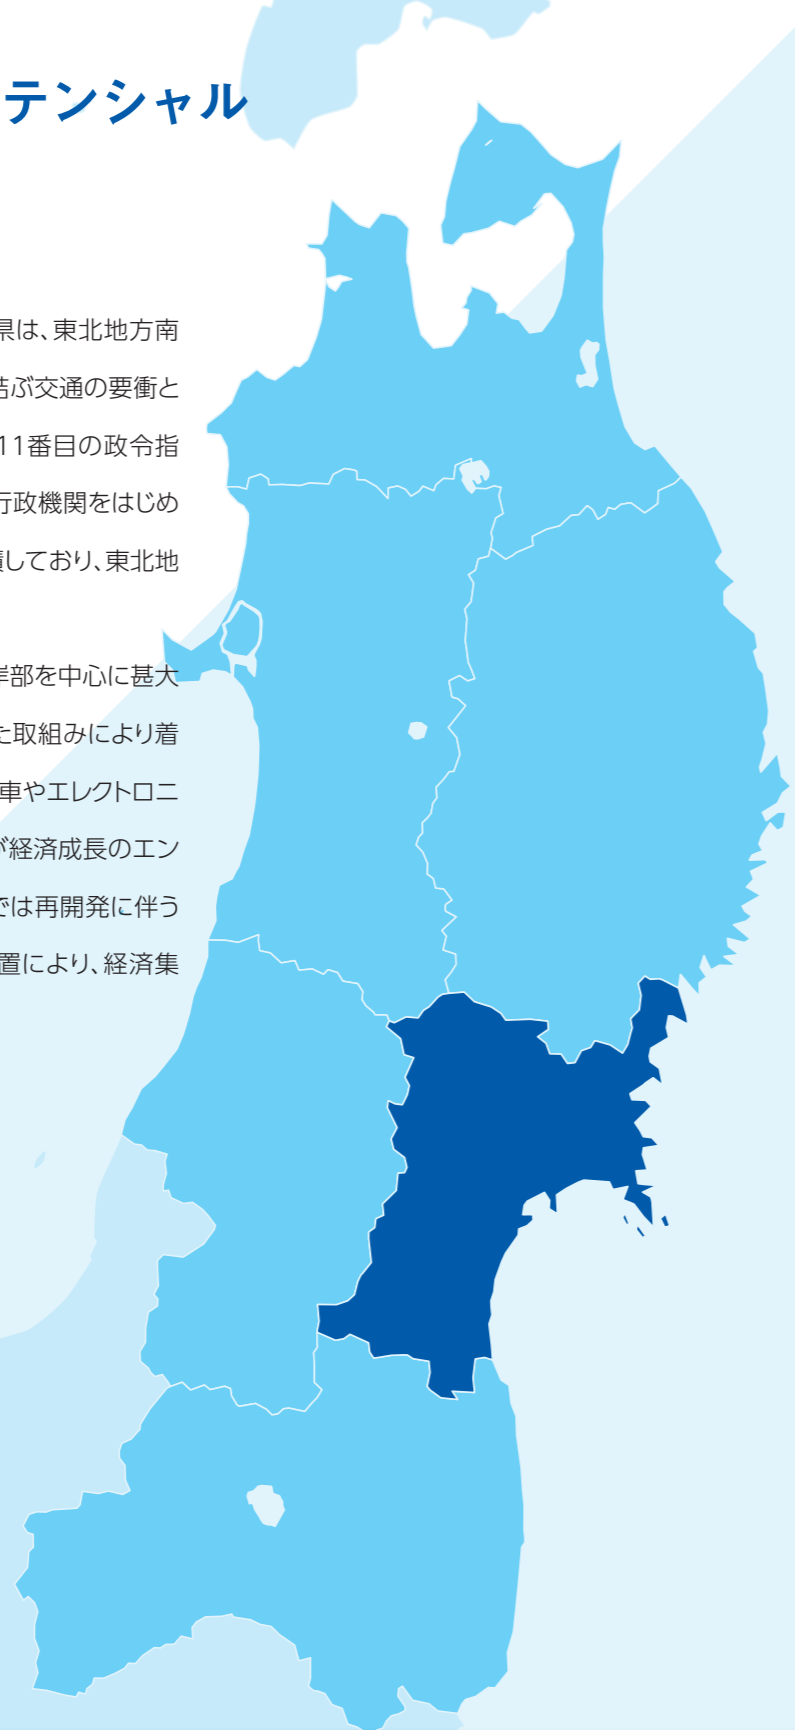 テンシャル
県は、東北地方南
結ぶ交通の要衝と
11番目の政令指
行政機関をはじめ
しており、東北地
岸部を中心に甚大
た取組みにより着
車やエレクトロニ
が経済成長のエン
では再開発に伴う
置により、経済集